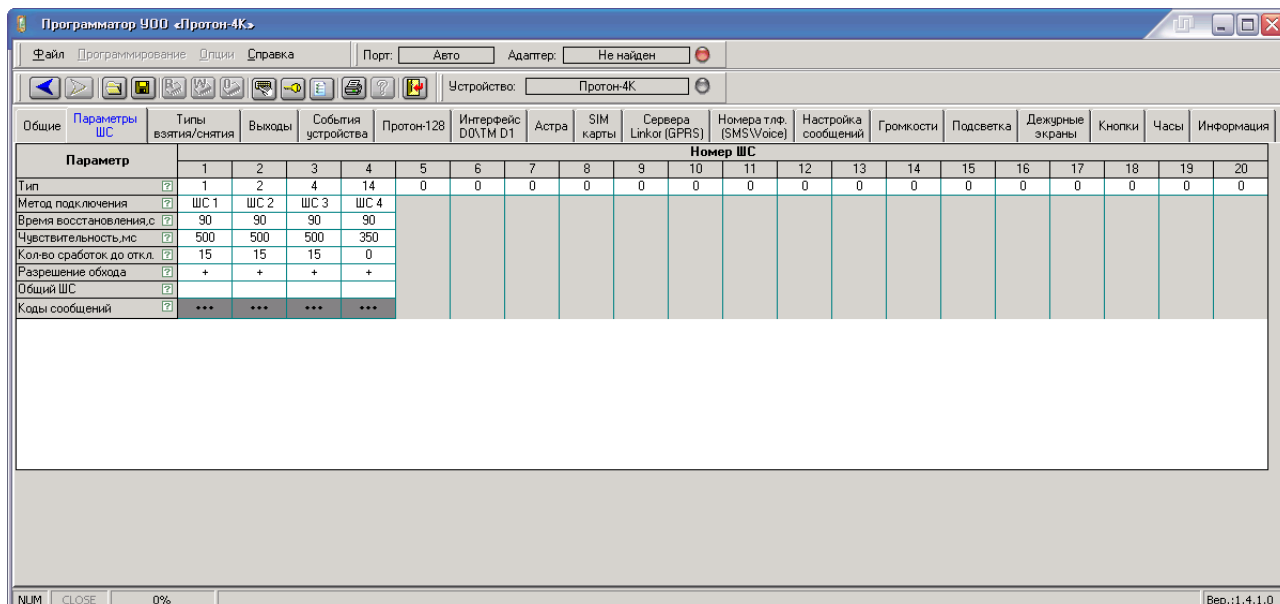 Программатор УОО «Протон-4К»
Файл Программирование Опции Справка Порт: Авто Адаптер: Не найден
Устройство: Протон-4К
Общие Параметры ШС Типы взятия/снятия Выходы События устройства Протон-128 Интерфейс D0\TM D1 Астра SIM карты Сервера Linkor (GPRS) Номера тлф. (SMS\Voice) Настройка сообщений Громкости Подсветка Дежурные экраны Кнопки Часы Информация
Параметр Номер ШС
1 2 3 4 5 6 7 8 9 10 11 12 13 14 15 16 17 18 19 20
Тип ? 1 2 4 14 0 0 0 0 0 0 0 0 0 0 0 0 0 0 0 0
Метод подключения ? ШС 1 ШС 2 ШС 3 ШС 4
Время восстановления,с ? 90 90 90 90
Чувствительность,мс ? 500 500 500 350
Кол-во сработок до откл. ? 15 15 15 0
Разрешение обхода ? + + + +
Общий ШС ?
Коды сообщений ? ••• ••• ••• •••
NUM CLOSE 0% Вер.:1.4.1.0